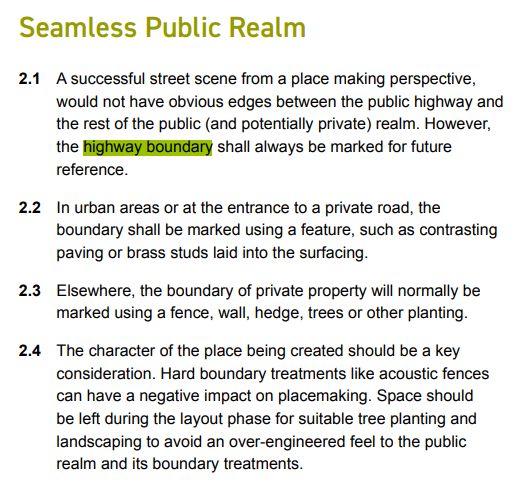 Seamless Public Realm
2.1 A successful street scene from a place making perspective,
would not have obvious edges between the public highway and
the rest of the public (and potentially private) realm. However,
the highway boundary shall always be marked for future
reference.
2.2 In urban areas or at the entrance to a private road, the
boundary shall be marked using a feature, such as contrasting
paving or brass studs laid into the surfacing.
2.3 Elsewhere, the boundary of private property will normally be
marked using a fence, wall, hedge, trees or other planting.
2.4 The character of the place being created should be a key
consideration. Hard boundary treatments like acoustic fences
can have a negative impact on placemaking. Space should
be left during the layout phase for suitable tree planting and
landscaping to avoid an over-engineered feel to the public
realm and its boundary treatments.